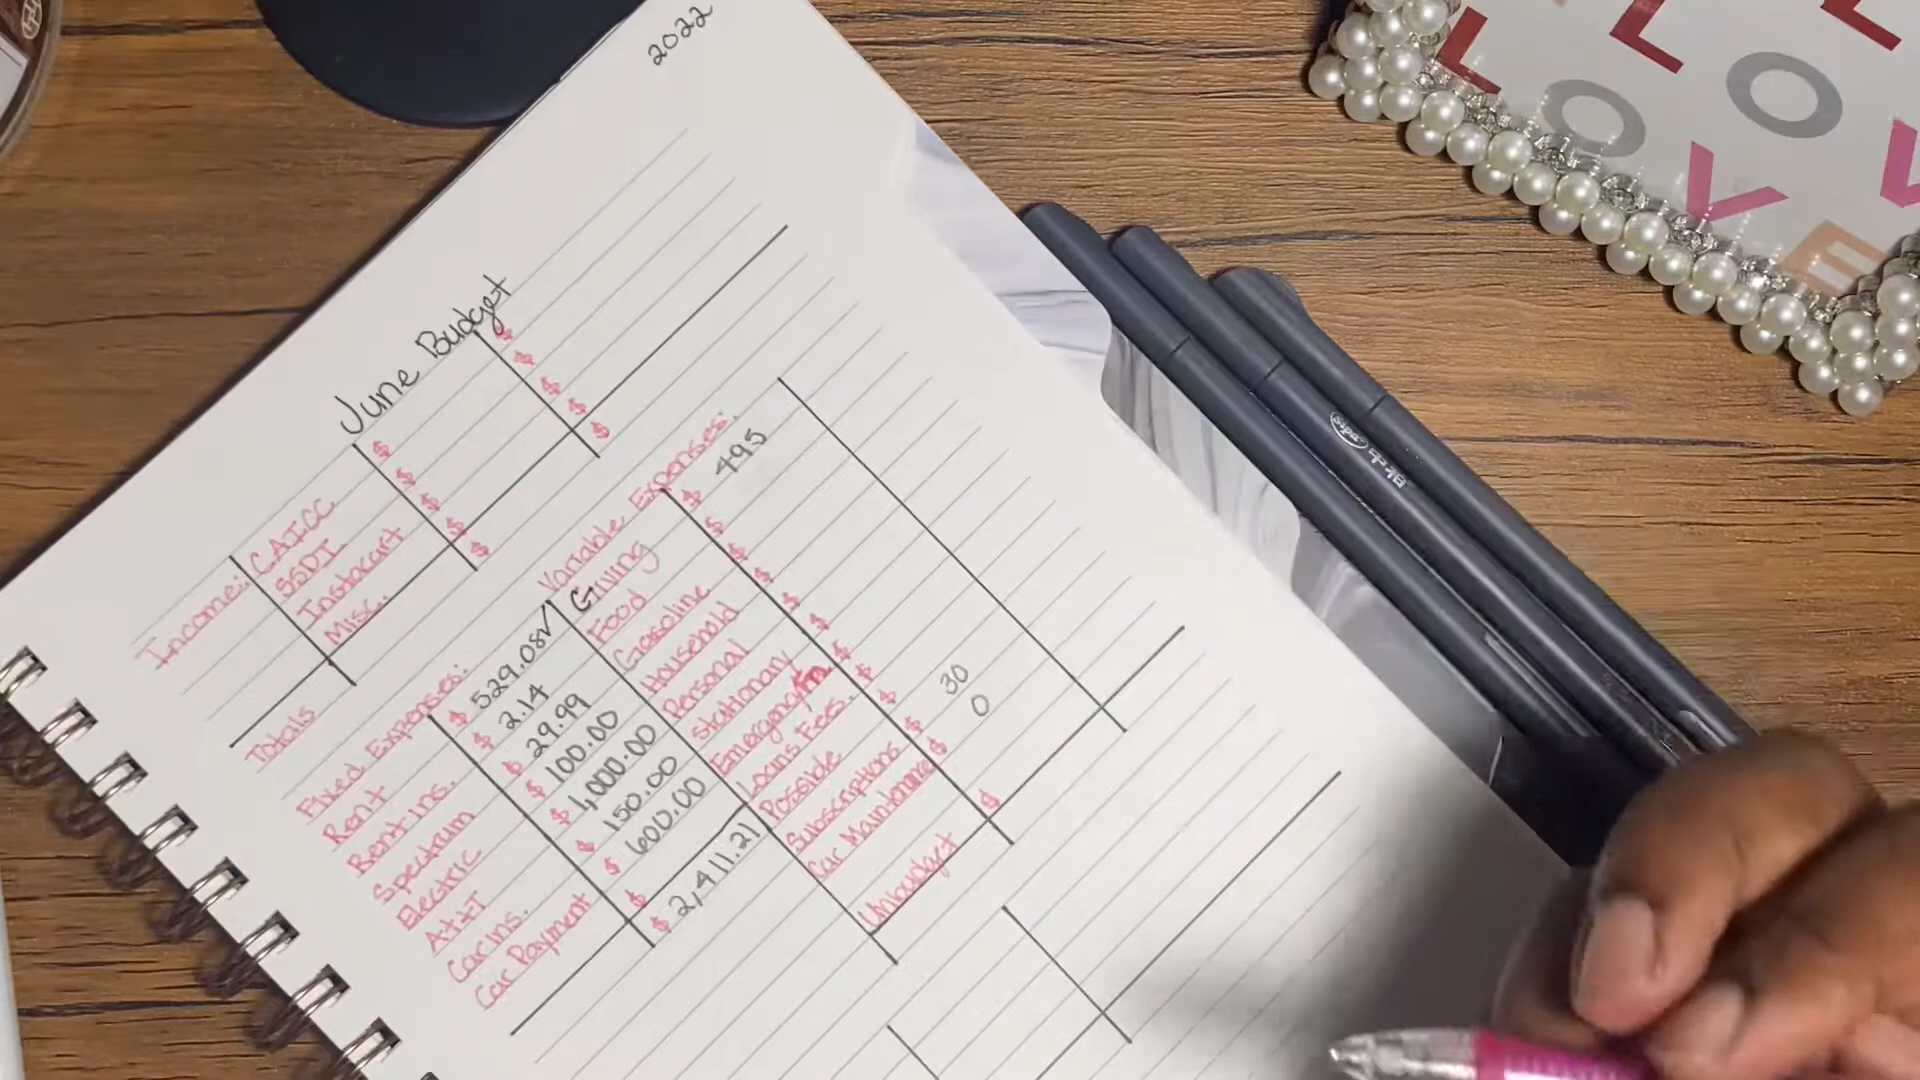 2022
June Budget
Income: C.A.I.C.C $ $
SSDI $ $
Instacart $ $
Misc. $ $
Totals $ $
Fixed Expenses:
Rent $ 529.08✓
Rent Ins. $ 2.14
Spectrum $ 29.99
Electric $ 100.00
AT&T $ 1,000.00
Car Ins. $ 150.00
Car Payment $ 600.00
$
$ 2,411.21
Variable Expenses:
Giving $ 495
Food $
Gasoline $
Household $
Personal $
Stationary $
Emergency $
Loans Fees. $
Possible $
Subscriptions $ 30
Car Maintenance $ 0
Unbudget $
L O
L O V E
L V